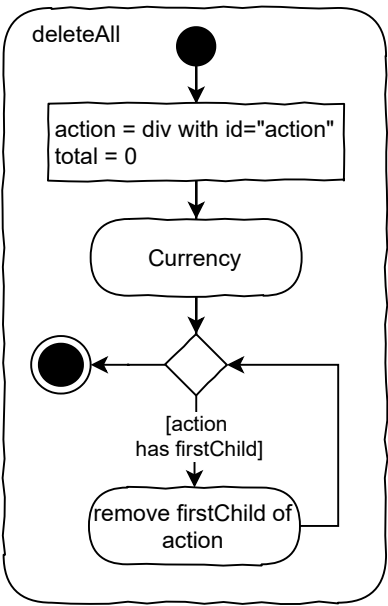 deleteAll
action = div with id="action"
total = 0
Currency
[action
has firstChild]
remove firstChild of
action